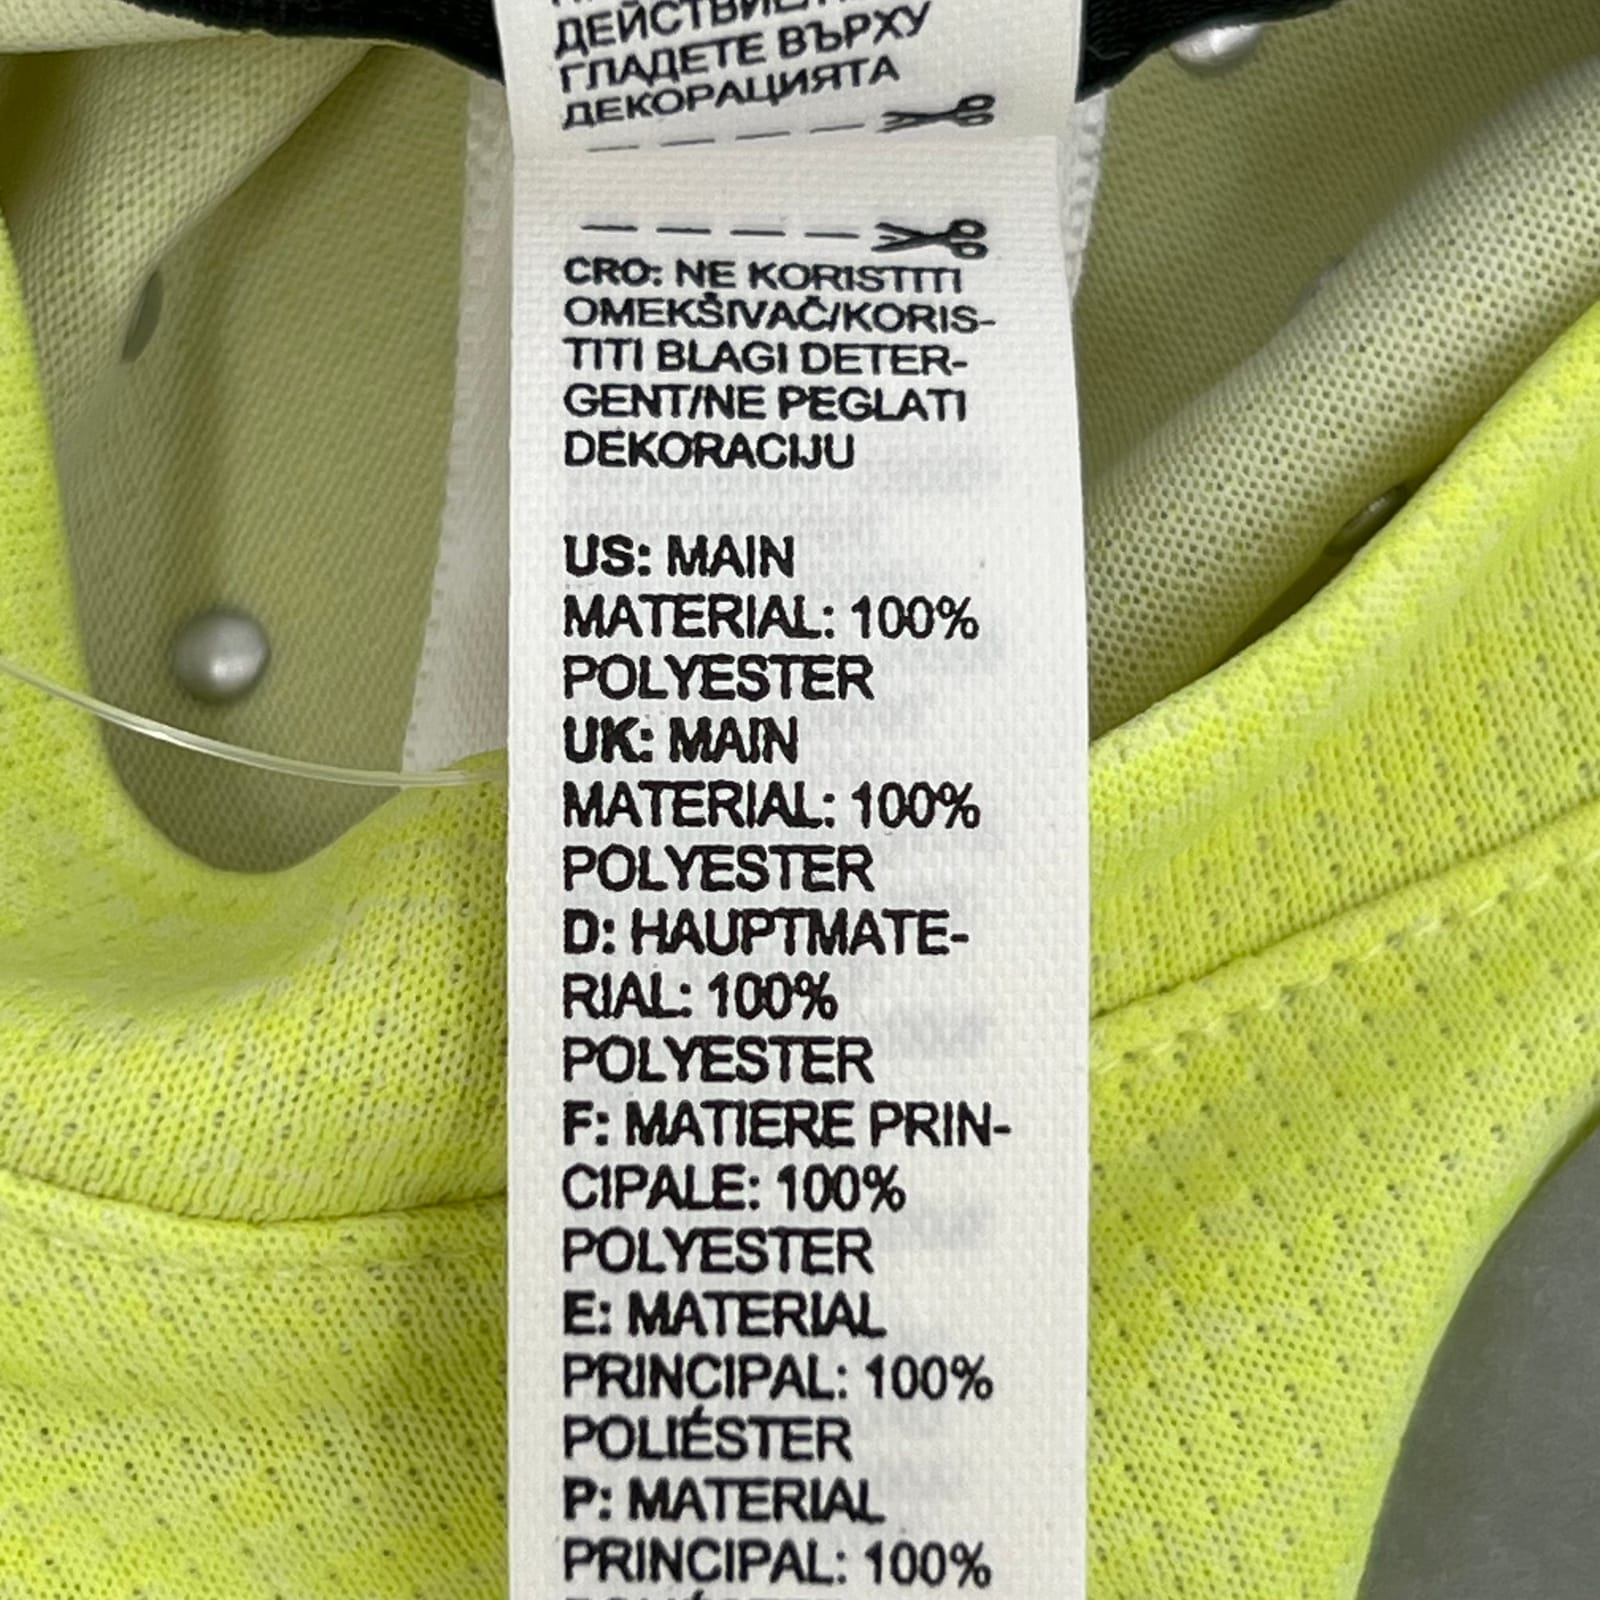 ДЕЙСТВИЕ
ГЛАДЕТЕ ВЪРХУ
ДЕКОРАЦИЯТА
CRO: NE KORISTITI
OMEKŠIVAČ/KORIS-
TITI BLAGI DETER-
GENT/NE PEGLATI
DEKORACIJU
US: MAIN
MATERIAL: 100%
POLYESTER
UK: MAIN
MATERIAL: 100%
POLYESTER
D: HAUPTMATE-
RIAL: 100%
POLYESTER
F: MATIERE PRIN-
CIPALE: 100%
POLYESTER
E: MATERIAL
PRINCIPAL: 100%
POLIÉSTER
P: MATERIAL
PRINCIPAL: 100%